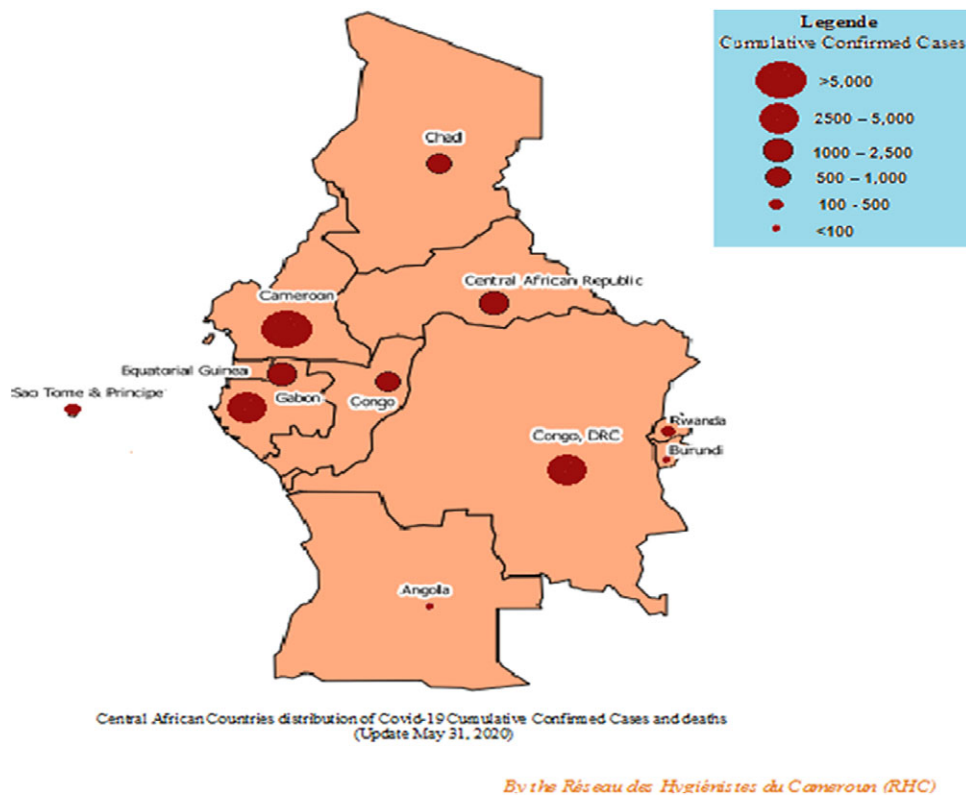 Legende
Cumulative Confirmed Cases
>5,000
2500 – 5,000
1000 – 2,500
500 – 1,000
100 - 500
<100
Chad
Central African Republic
Cameroon
Equatorial Guinea
Sao Tome & Principe
Gabon
Congo
Congo, DRC
Rwanda
Burundi
Angola
Central African Countries distribution of Covid-19 Cumulative Confirmed Cases and deaths
(Update May 31, 2020)
By the Réseau des Hygiénistes du Cameroun (RHC)